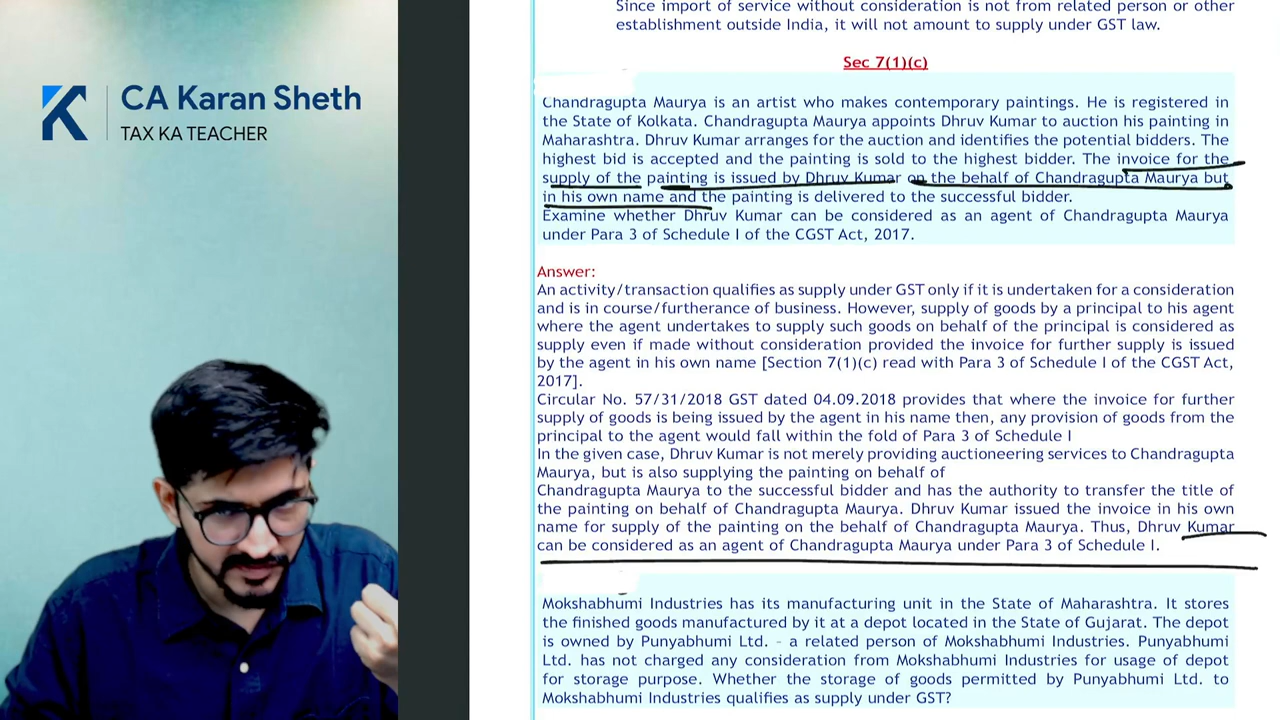 CA Karan Sheth
TAX KA TEACHER
Since import of service without consideration is not from related person or other
establishment outside India, it will not amount to supply under GST law.
Sec 7(1)(c)
Chandragupta Maurya is an artist who makes contemporary paintings. He is registered in
the State of Kolkata. Chandragupta Maurya appoints Dhruv Kumar to auction his painting in
Maharashtra. Dhruv Kumar arranges for the auction and identifies the potential bidders. The
highest bid is accepted and the painting is sold to the highest bidder. The invoice for the
supply of the painting is issued by Dhruv Kumar on the behalf of Chandragupta Maurya but
in his own name and the painting is delivered to the successful bidder.
Examine whether Dhruv Kumar can be considered as an agent of Chandragupta Maurya
under Para 3 of Schedule I of the CGST Act, 2017.
Answer:
An activity/transaction qualifies as supply under GST only if it is undertaken for a consideration
and is in course/furtherance of business. However, supply of goods by a principal to his agent
where the agent undertakes to supply such goods on behalf of the principal is considered as
supply even if made without consideration provided the invoice for further supply is issued
by the agent in his own name [Section 7(1)(c) read with Para 3 of Schedule I of the CGST Act,
2017].
Circular No. 57/31/2018 GST dated 04.09.2018 provides that where the invoice for further
supply of goods is being issued by the agent in his name then, any provision of goods from the
principal to the agent would fall within the fold of Para 3 of Schedule I
In the given case, Dhruv Kumar is not merely providing auctioneering services to Chandragupta
Maurya, but is also supplying the painting on behalf of
Chandragupta Maurya to the successful bidder and has the authority to transfer the title of
the painting on behalf of Chandragupta Maurya. Dhruv Kumar issued the invoice in his own
name for supply of the painting on the behalf of Chandragupta Maurya. Thus, Dhruv Kumar
can be considered as an agent of Chandragupta Maurya under Para 3 of Schedule I.
Mokshabhumi Industries has its manufacturing unit in the State of Maharashtra. It stores
the finished goods manufactured by it at a depot located in the State of Gujarat. The depot
is owned by Punyabhumi Ltd. - a related person of Mokshabhumi Industries. Punyabhumi
Ltd. has not charged any consideration from Mokshabhumi Industries for usage of depot
for storage purpose. Whether the storage of goods permitted by Punyabhumi Ltd. to
Mokshabhumi Industries qualifies as supply under GST?